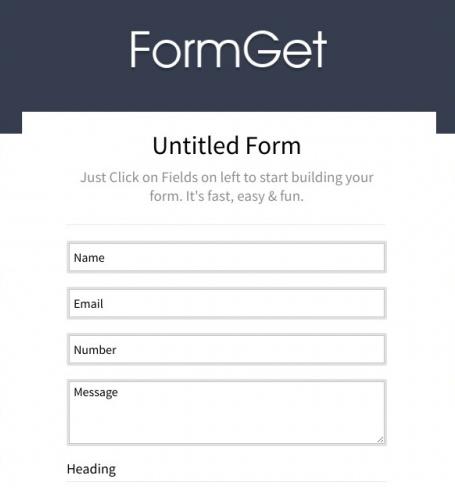 FormGet
Untitled Form
Just Click on Fields on left to start building your
form. It's fast, easy & fun.
Name
Email
Number
Message
Heading